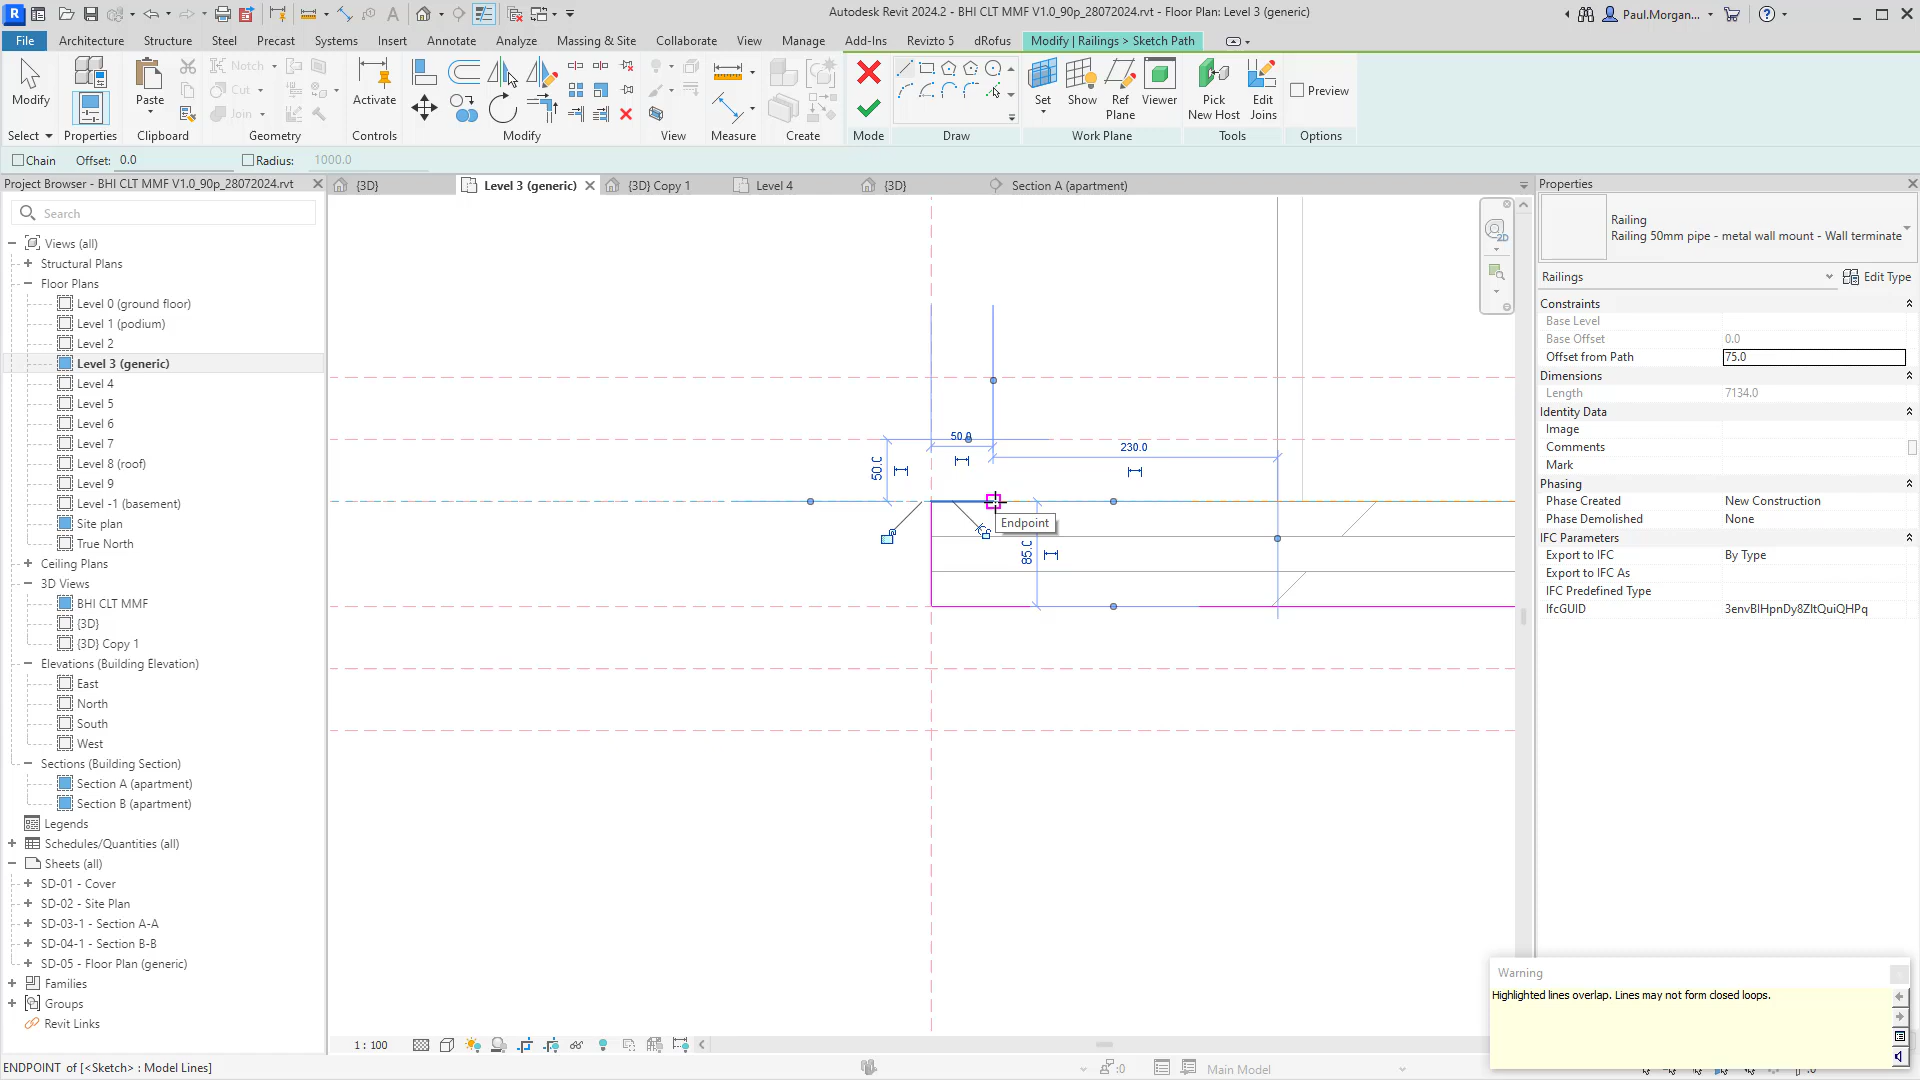 Autodesk Revit 2024.2 - BHI CLT MMF V1.0_90p_28072024.rvt - Floor Plan: Level 3 (generic)
Paul.Morgan...
File Architecture Structure Steel Precast Systems Insert Annotate Analyze Massing & Site Collaborate View Manage Add-Ins Revizto 5 dRofus Modify | Railings > Sketch Path
Modify Paste Notch Cut Join Activate Set Show Ref Plane Viewer Pick New Host Edit Joins Preview
Select Properties Clipboard Geometry Controls Modify View Measure Create Mode Draw Work Plane Tools Options
Chain Offset: 0.0 Radius: 1000.0
Project Browser - BHI CLT MMF V1.0_90p_28072024.rvt
{3D} Level 3 (generic) {3D} Copy 1 Level 4 {3D} Section A (apartment)
Search
Views (all)
Structural Plans
Floor Plans
Level 0 (ground floor)
Level 1 (podium)
Level 2
Level 3 (generic)
Level 4
Level 5
Level 6
Level 7
Level 8 (roof)
Level 9
Level -1 (basement)
Site plan
True North
Ceiling Plans
3D Views
BHI CLT MMF
{3D}
{3D} Copy 1
Elevations (Building Elevation)
East
North
South
West
Sections (Building Section)
Section A (apartment)
Section B (apartment)
Legends
Schedules/Quantities (all)
Sheets (all)
SD-01 - Cover
SD-02 - Site Plan
SD-03-1 - Section A-A
SD-04-1 - Section B-B
SD-05 - Floor Plan (generic)
Families
Groups
Revit Links
50.0
230.0
50.0
Endpoint
85.0
2D
Properties
Railing
Railing 50mm pipe - metal wall mount - Wall terminate
Railings Edit Type
Constraints
Base Level
Base Offset 0.0
Offset from Path 75.0
Dimensions
Length 7134.0
Identity Data
Image
Comments
Mark
Phasing
Phase Created New Construction
Phase Demolished None
IFC Parameters
Export to IFC By Type
Export to IFC As
IFC Predefined Type
IfcGUID 3envBlHpnDy8ZltQuiQHPq
Warning
Highlighted lines overlap. Lines may not form closed loops.
1 : 100
ENDPOINT of [<Sketch> : Model Lines]
:0 Main Model
:0